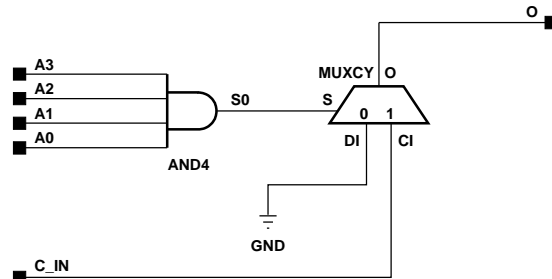 O
A3
MUXCY O
A2
S0
S
A1
0 1
A0
DI CI
AND4
GND
C_IN